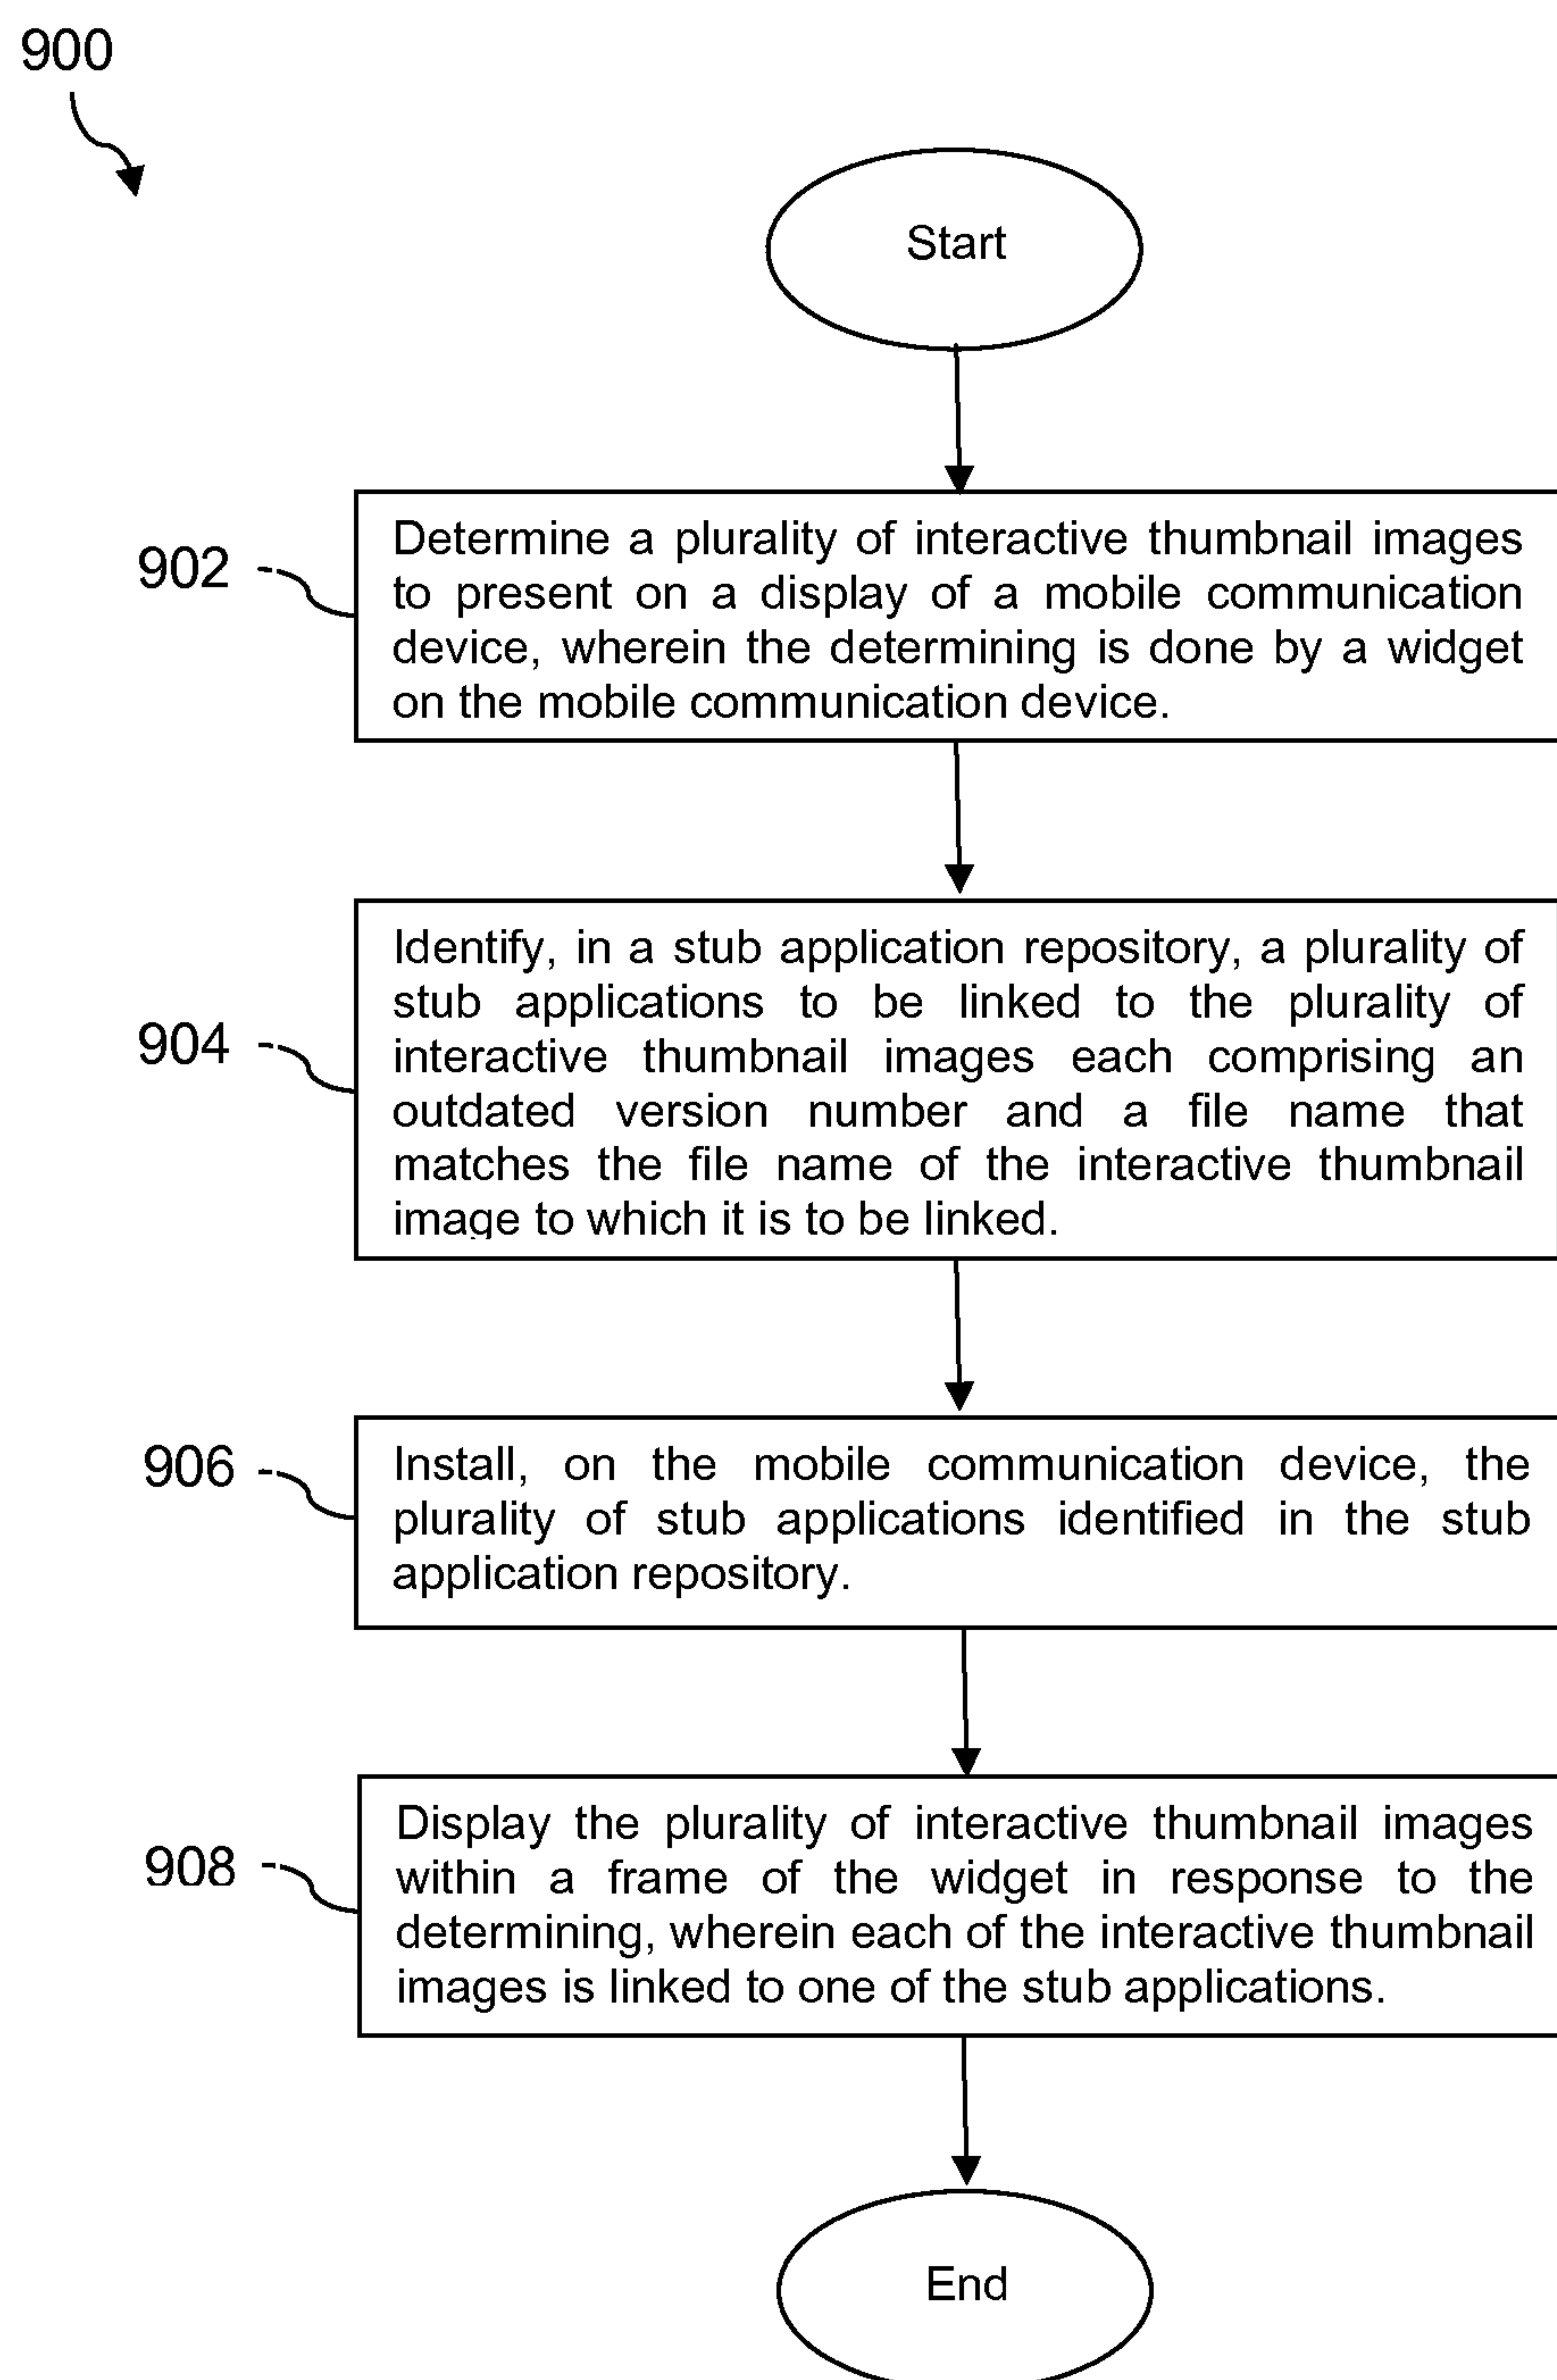 900
Start
902
Determine a plurality of interactive thumbnail images
to present on a display of a mobile communication
device, wherein the determining is done by a widget
on the mobile communication device.
904
Identify, in a stub application repository, a plurality of
stub applications to be linked to the plurality of
interactive thumbnail images each comprising an
outdated version number and a file name that
matches the file name of the interactive thumbnail
image to which it is to be linked.
906
Install, on the mobile communication device, the
plurality of stub applications identified in the stub
application repository.
908
Display the plurality of interactive thumbnail images
within a frame of the widget in response to the
determining, wherein each of the interactive thumbnail
images is linked to one of the stub applications.
End